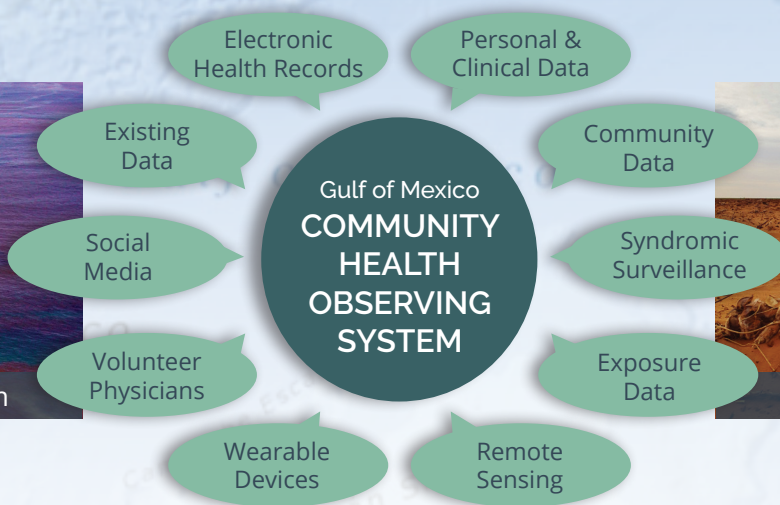 Electronic
Health Records
Personal &
Clinical Data
Existing
Data
Community
Data
Gulf of Mexico
COMMUNITY
HEALTH
OBSERVING
SYSTEM
Social
Media
Syndromic
Surveillance
Volunteer
Physicians
Exposure
Data
Wearable
Devices
Remote
Sensing